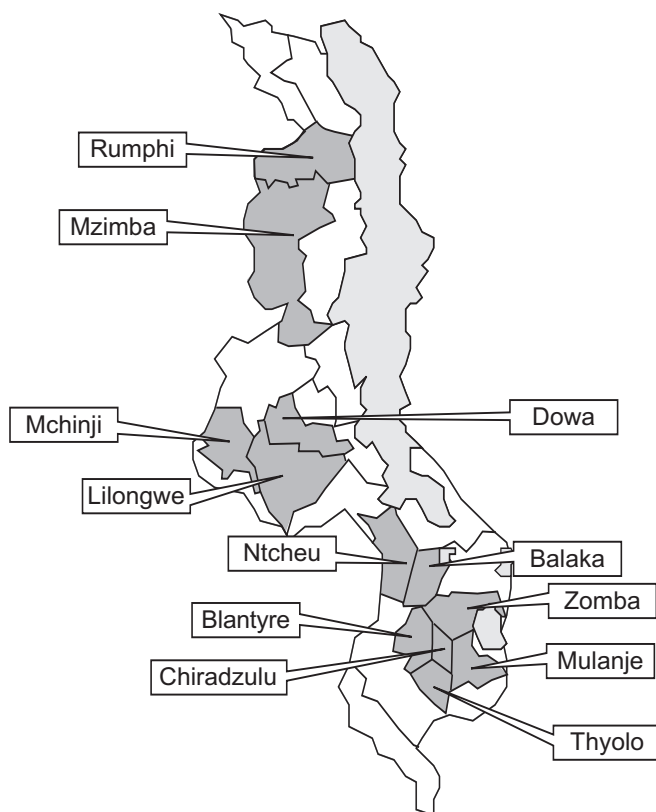 Rumphi
Mzimba
Mchinji
Dowa
Lilongwe
Ntcheu
Balaka
Zomba
Blantyre
Chiradzulu
Mulanje
Thyolo